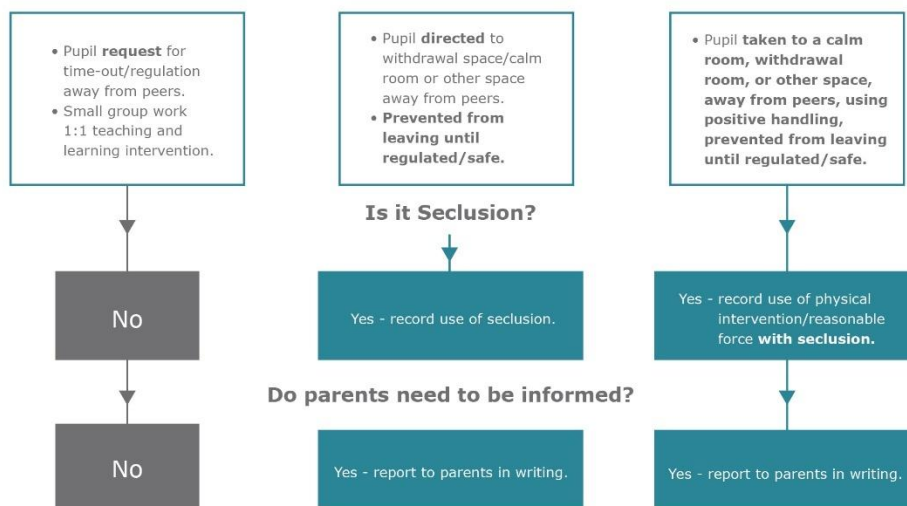 • Pupil request for
time-out/regulation
away from peers.
• Small group work
1:1 teaching and
learning intervention.
• Pupil directed to
withdrawal space/calm
room or other space
away from peers.
• Prevented from
leaving until
regulated/safe.
• Pupil taken to a calm
room, withdrawal
room, or other space,
away from peers, using
positive handling,
prevented from leaving
until regulated/safe.
Is it Seclusion?
No
Yes - record use of seclusion.
Yes - record use of physical
intervention/reasonable
force with seclusion.
Do parents need to be informed?
No
Yes - report to parents in writing.
Yes - report to parents in writing.